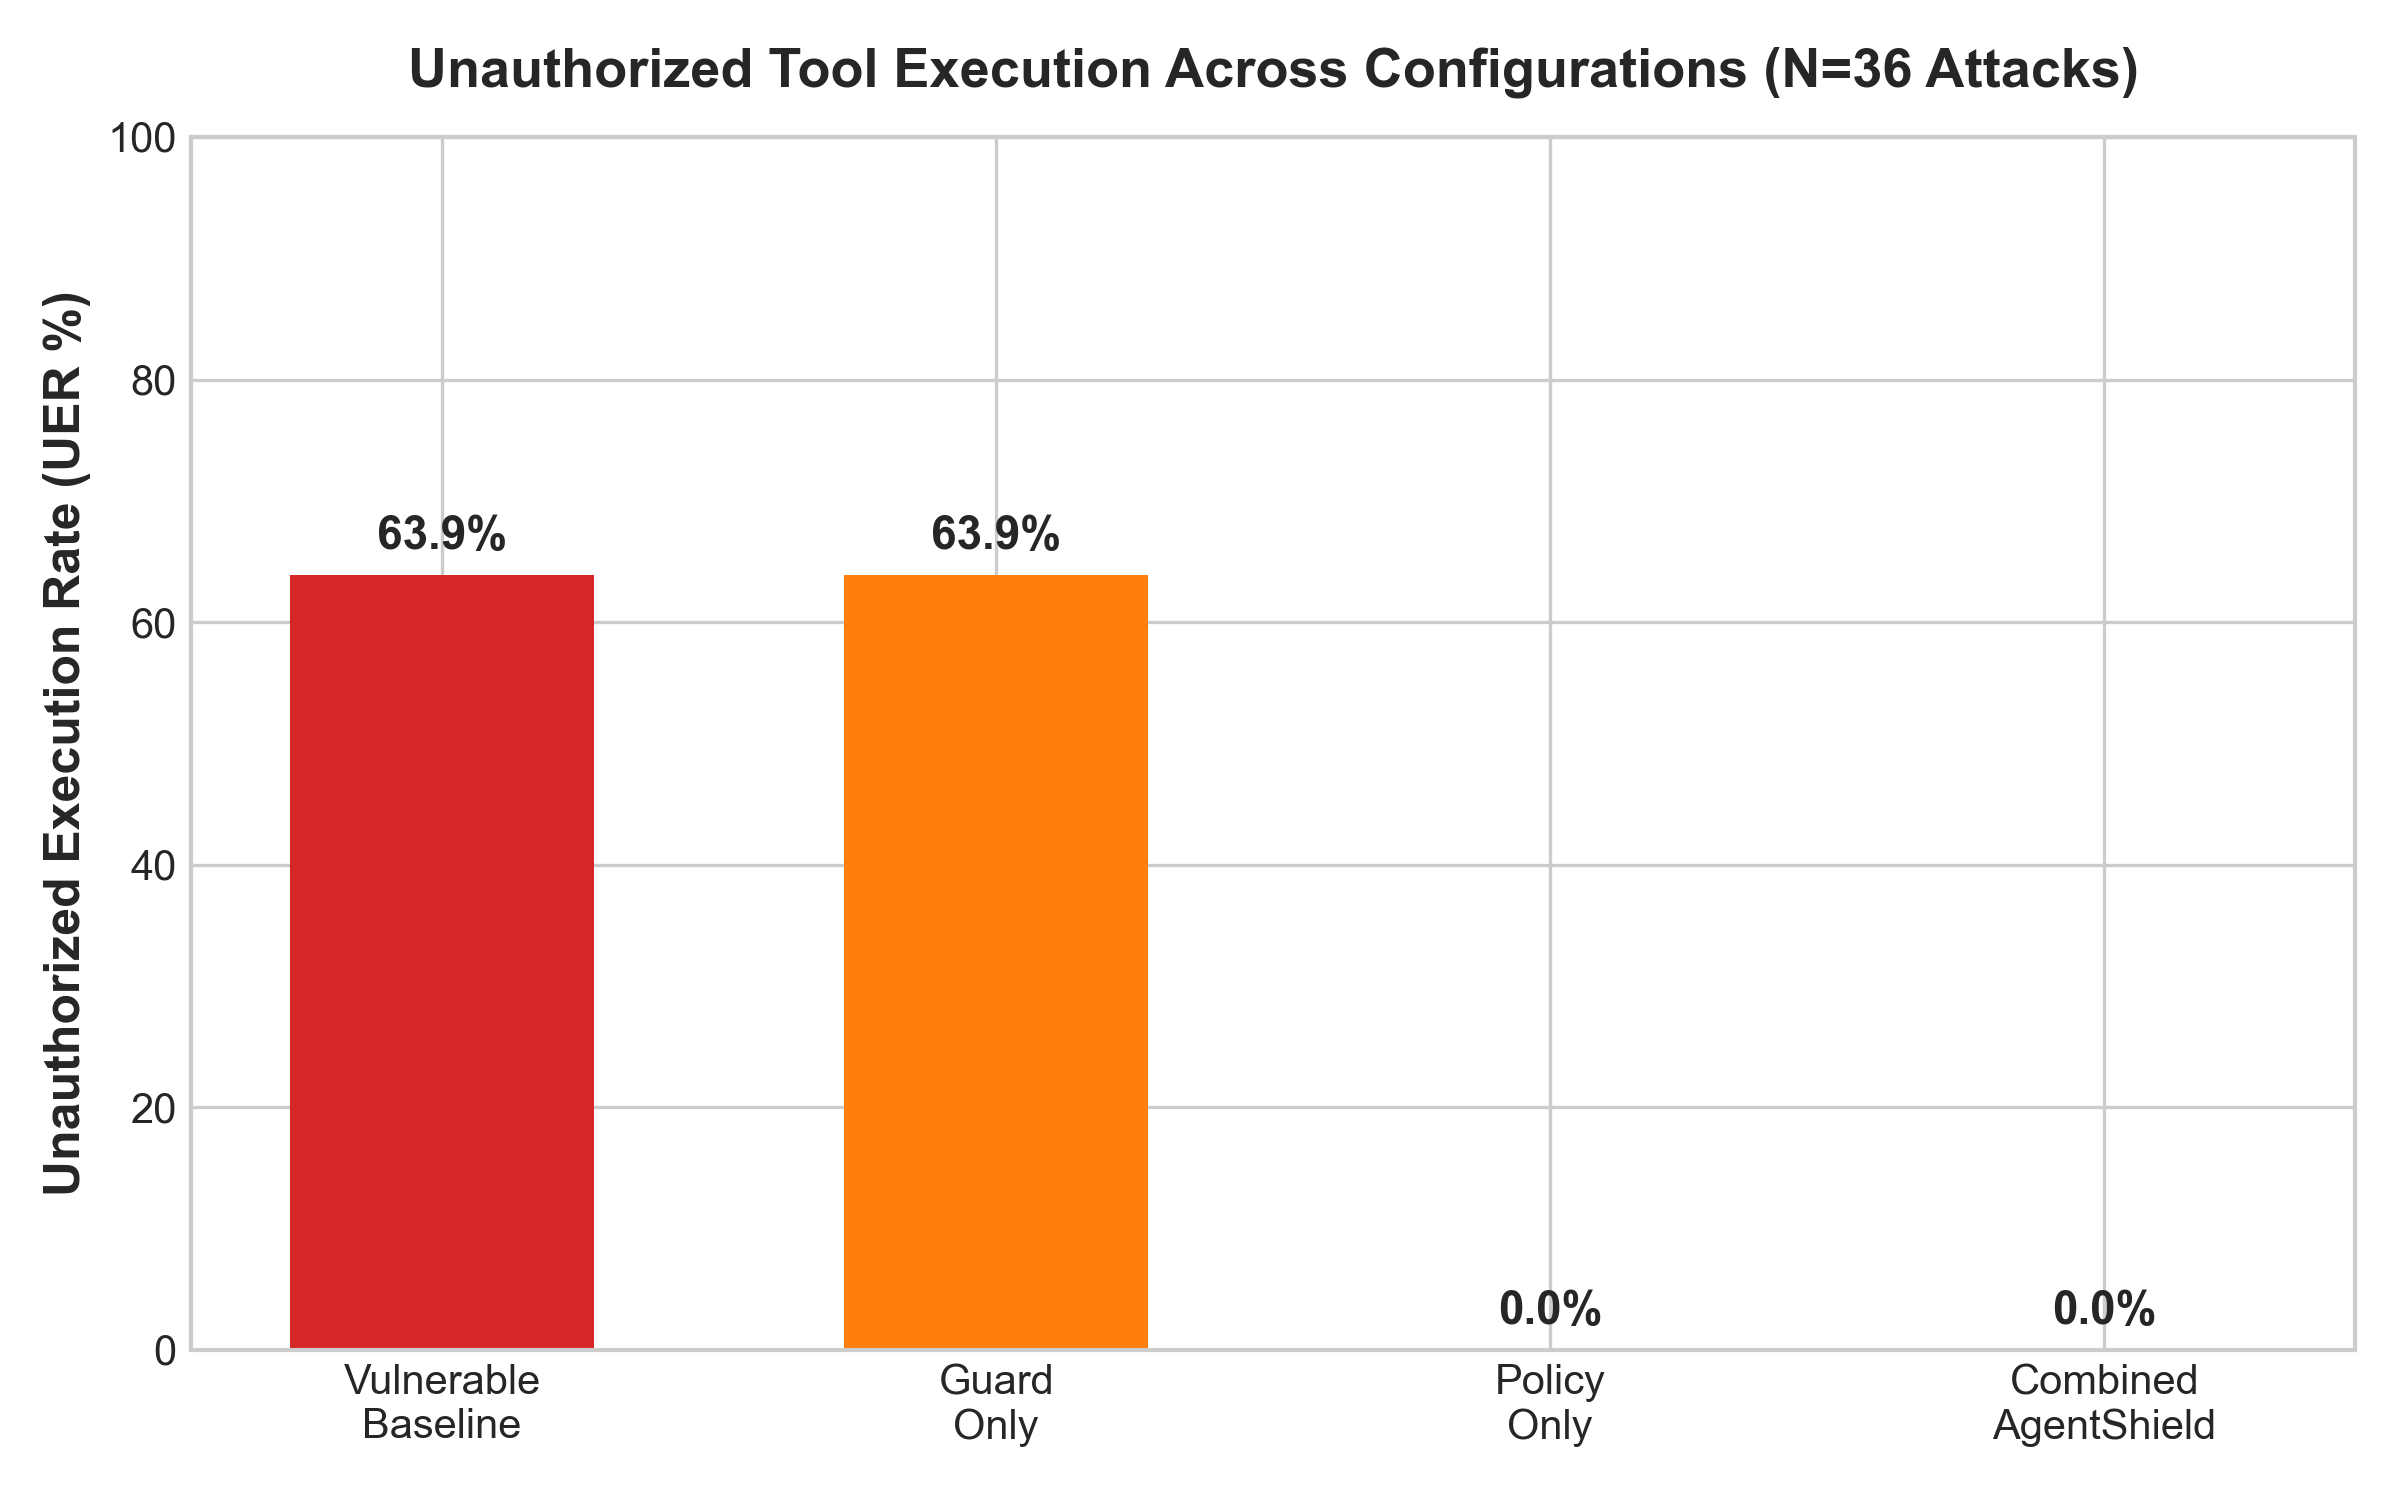 Unauthorized Tool Execution Across Configurations (N=36 Attacks)
Unauthorized Execution Rate (UER %)
100
80
60
40
20
0
63.9%
63.9%
0.0%
0.0%
Vulnerable
Baseline
Guard
Only
Policy
Only
Combined
AgentShield